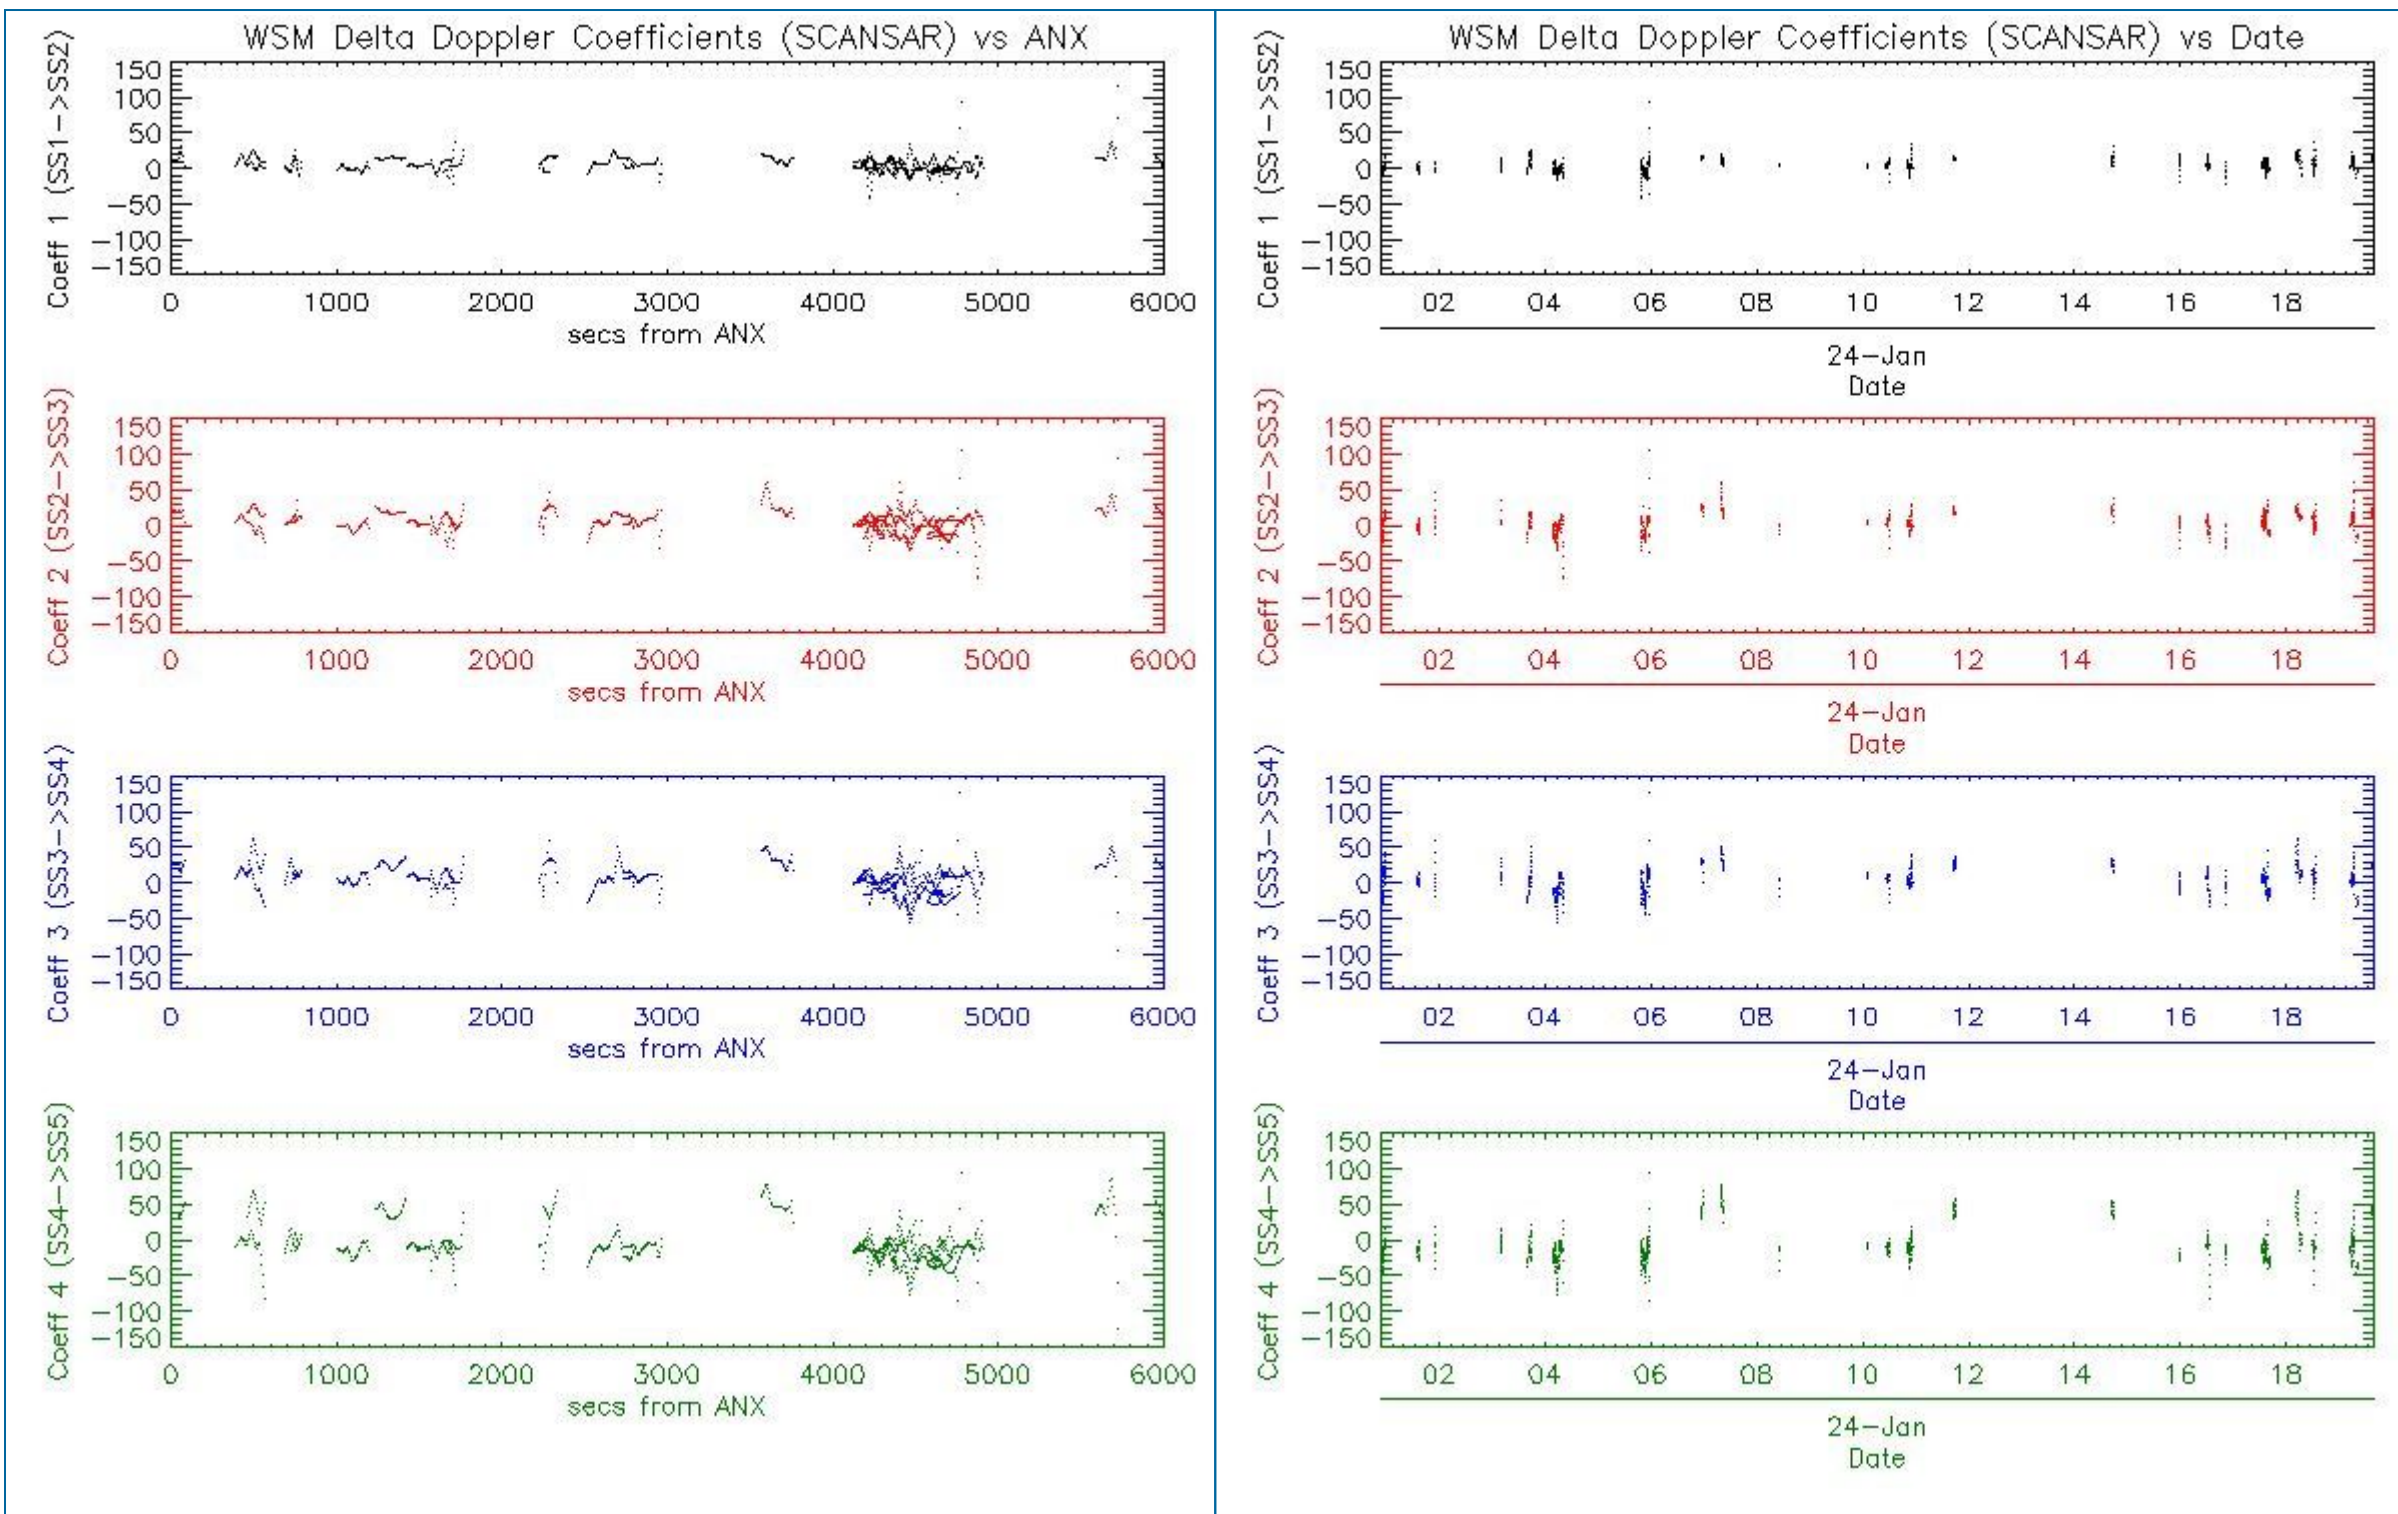 WSM Delta Doppler Coefficients (SCANSAR) vs ANX
Coeff 1 (SS1->SS2)
150
100
50
0
-50
-100
-150
0 1000 2000 3000 4000 5000 6000
secs from ANX
Coeff 2 (SS2->SS3)
150
100
50
0
-50
-100
-150
0 1000 2000 3000 4000 5000 6000
secs from ANX
Coeff 3 (SS3->SS4)
150
100
50
0
-50
-100
-150
0 1000 2000 3000 4000 5000 6000
secs from ANX
Coeff 4 (SS4->SS5)
150
100
50
0
-50
-100
-150
0 1000 2000 3000 4000 5000 6000
secs from ANX
WSM Delta Doppler Coefficients (SCANSAR) vs Date
Coeff 1 (SS1->SS2)
150
100
50
0
-50
-100
-150
02 04 06 08 10 12 14 16 18
24-Jan
Date
Coeff 2 (SS2->SS3)
150
100
50
0
-50
-100
-150
02 04 06 08 10 12 14 16 18
24-Jan
Date
Coeff 3 (SS3->SS4)
150
100
50
0
-50
-100
-150
02 04 06 08 10 12 14 16 18
24-Jan
Date
Coeff 4 (SS4->SS5)
150
100
50
0
-50
-100
-150
02 04 06 08 10 12 14 16 18
24-Jan
Date